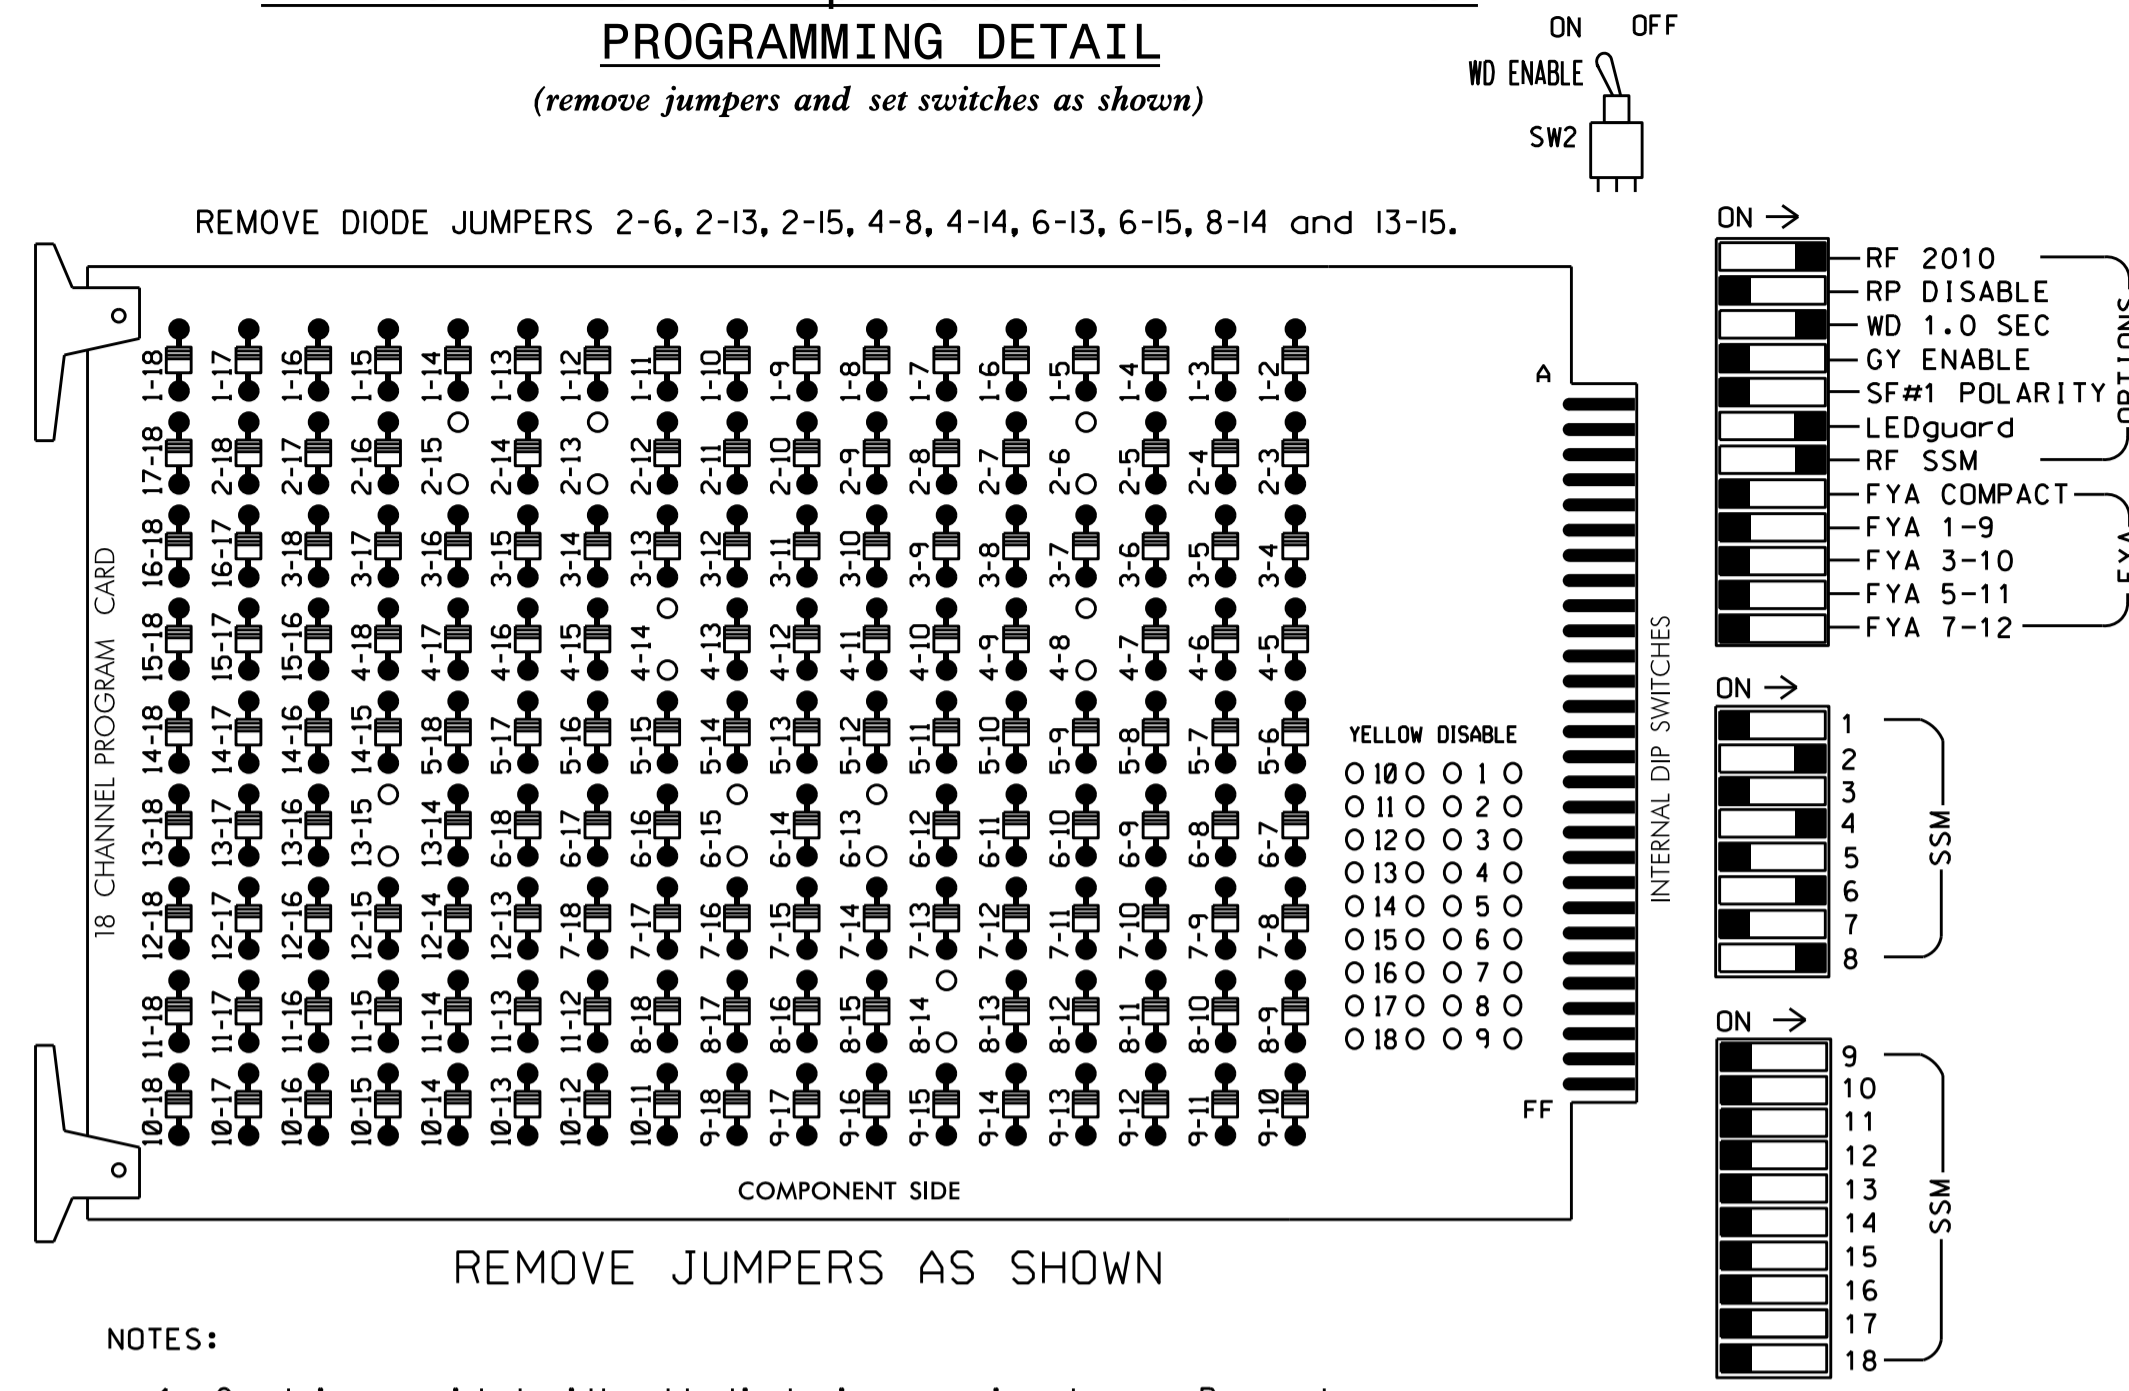 PROGRAMMING DETAIL
(remove jumpers and set switches as shown)
ON OFF
WD ENABLE
SW2
REMOVE DIODE JUMPERS 2-6, 2-13, 2-15, 4-8, 4-14, 6-13, 6-15, 8-14 and 13-15.
18 CHANNEL PROGRAM CARD
1-18 1-17 1-16 1-15 1-14 1-13 1-12 1-11 1-10 1-9 1-8 1-7 1-6 1-5 1-4 1-3 1-2
17-18 2-18 2-17 2-16 2-15 2-14 2-13 2-12 2-11 2-10 2-9 2-8 2-7 2-6 2-5 2-4 2-3
16-18 16-17 3-18 3-17 3-16 3-15 3-14 3-13 3-12 3-11 3-10 3-9 3-8 3-7 3-6 3-5 3-4
15-18 15-17 15-16 4-18 4-17 4-16 4-15 4-14 4-13 4-12 4-11 4-10 4-9 4-8 4-7 4-6 4-5
14-18 14-17 14-16 14-15 5-18 5-17 5-16 5-15 5-14 5-13 5-12 5-11 5-10 5-9 5-8 5-7 5-6
13-18 13-17 13-16 13-15 13-14 6-18 6-17 6-16 6-15 6-14 6-13 6-12 6-11 6-10 6-9 6-8 6-7
12-18 12-17 12-16 12-15 12-14 12-13 7-18 7-17 7-16 7-15 7-14 7-13 7-12 7-11 7-10 7-9 7-8
11-18 11-17 11-16 11-15 11-14 11-13 11-12 8-18 8-17 8-16 8-15 8-14 8-13 8-12 8-11 8-10 8-9
10-18 10-17 10-16 10-15 10-14 10-13 10-12 10-11 9-18 9-17 9-16 9-15 9-14 9-13 9-12 9-11 9-10
A
FF
YELLOW DISABLE
10 1
11 2
12 3
13 4
14 5
15 6
16 7
17 8
18 9
COMPONENT SIDE
INTERNAL DIP SWITCHES
REMOVE JUMPERS AS SHOWN
NOTES:
ON →
RF 2010
RP DISABLE
WD 1.0 SEC
GY ENABLE
SF#1 POLARITY
LEDguard
RF SSM
OPTIONS
FYA COMPACT
FYA 1-9
FYA 3-10
FYA 5-11
FYA 7-12
FYA
ON →
1
2
3
4
5
6
7
8
SSM
ON →
9
10
11
12
13
14
15
16
17
18
SSM